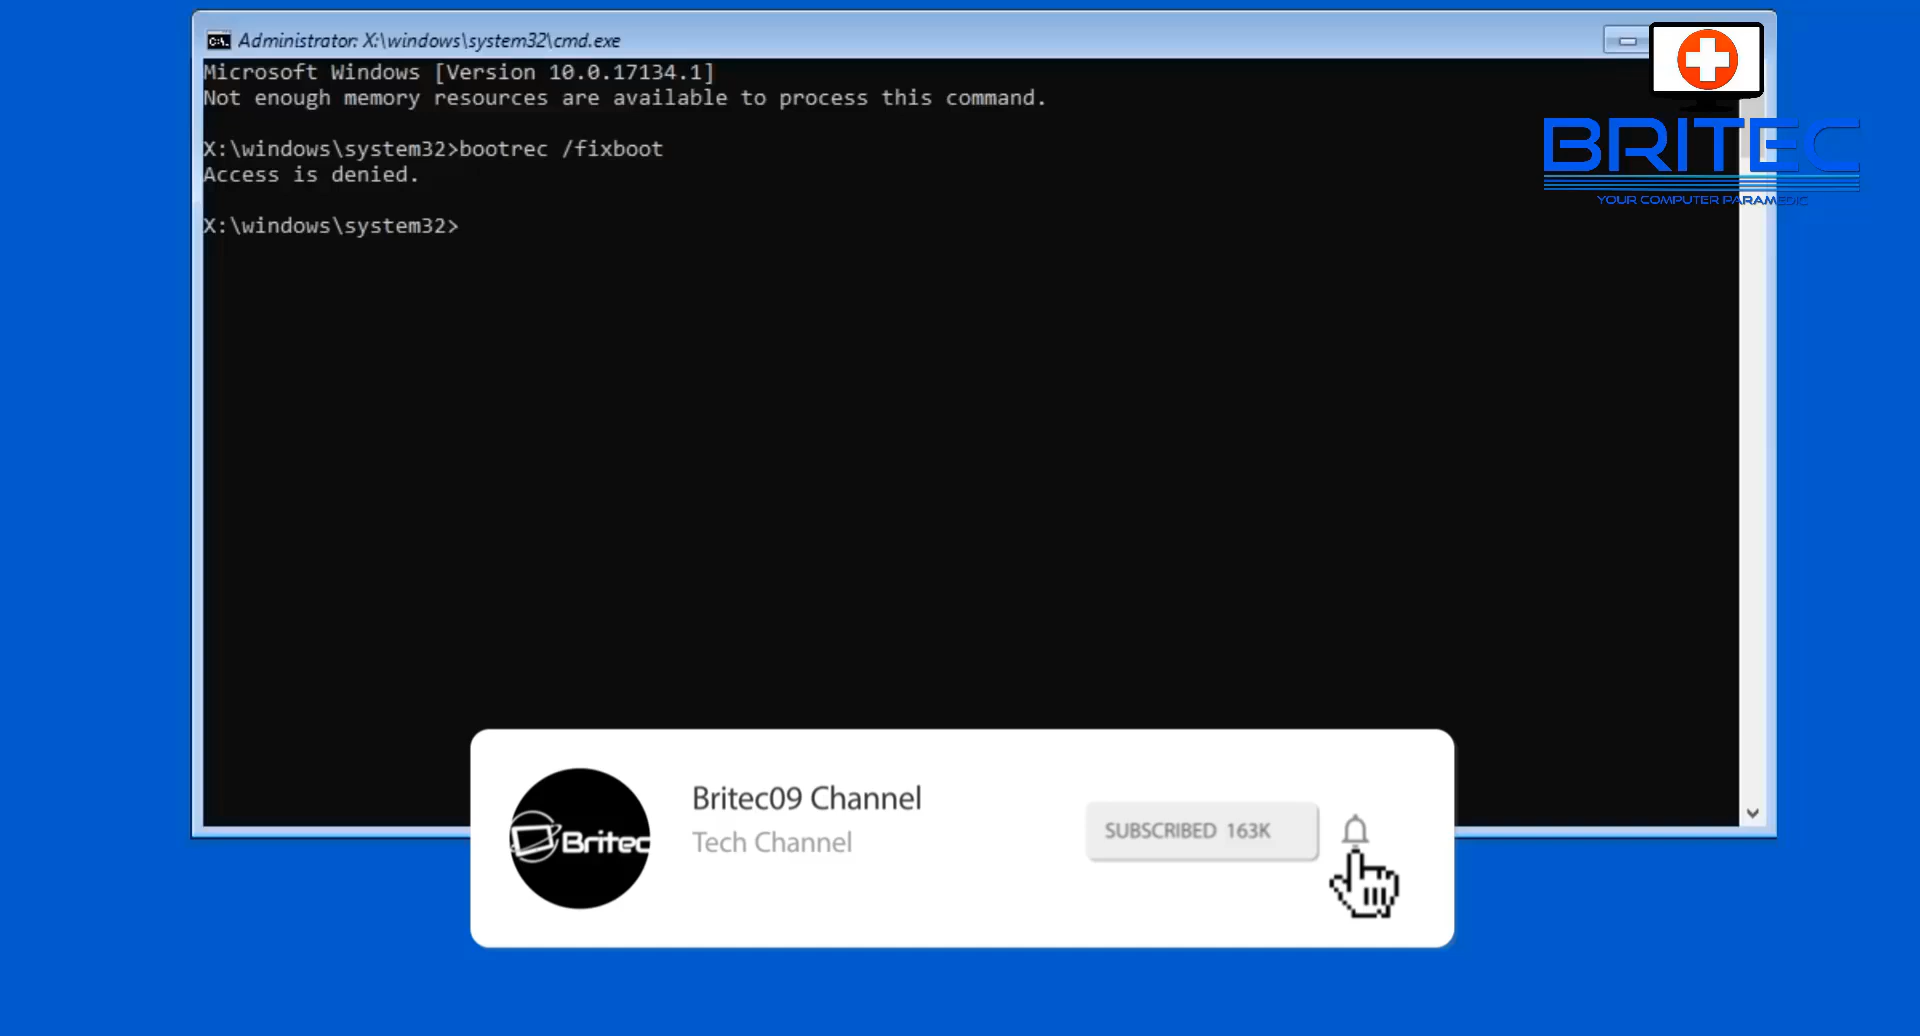 Administrator: X:\windows\system32\cmd.exe
Microsoft Windows [Version 10.0.17134.1]
Not enough memory resources are available to process this command.
X:\windows\system32>bootrec /fixboot
Access is denied.
X:\windows\system32>
BRITEC
YOUR COMPUTER PARAMEDIC
Britec
Britec09 Channel
Tech Channel
SUBSCRIBED 163K